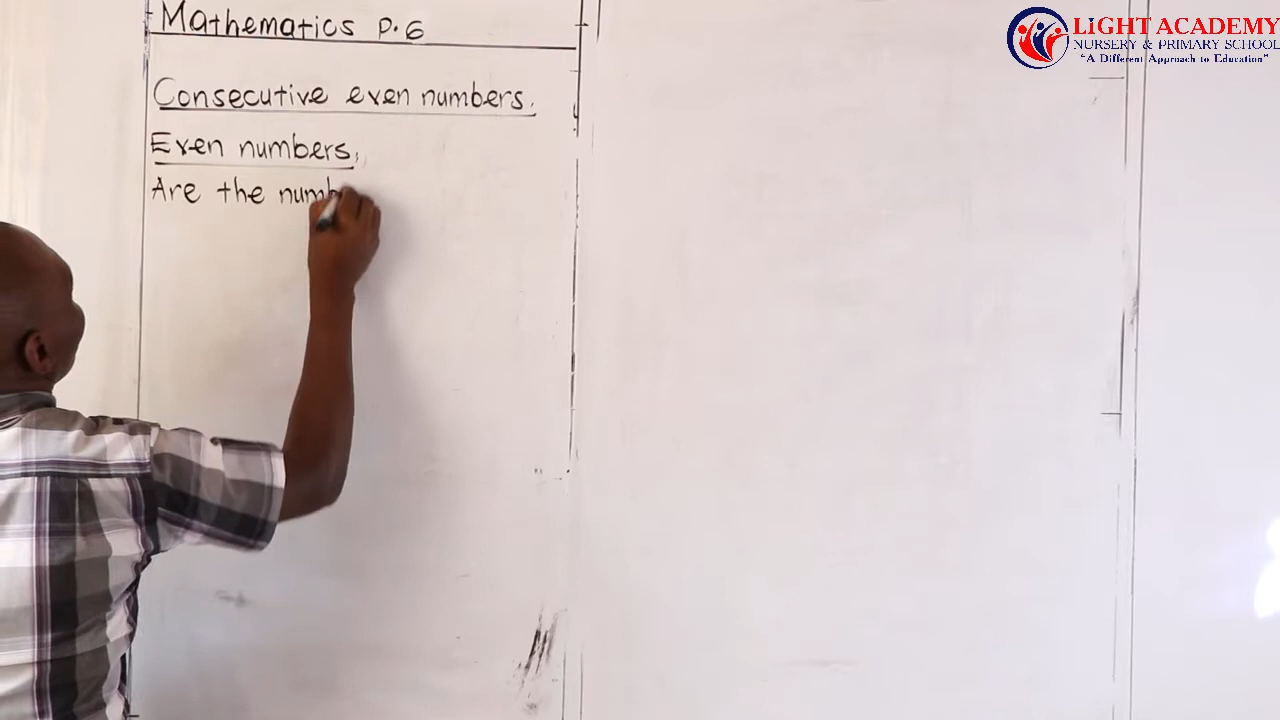 Mathematics P.6
Consecutive even numbers.
Even numbers,
Are the numb
LIGHT ACADEMY
NURSERY & PRIMARY SCHOOL
"A Different Approach to Education"